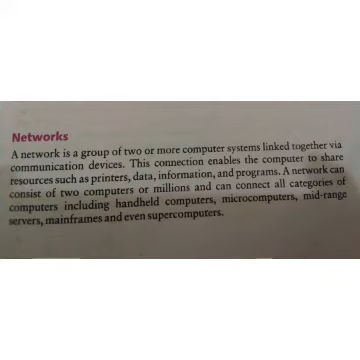 Networks
A network is a group of two or more computer systems linked together via
communication devices. This connection enables the computer to share
resources such as printers, data, information, and programs. A network can
consist of two computers or millions and can connect all categories of
computers including handheld computers, microcomputers, mid-range
servers, mainframes and even supercomputers.